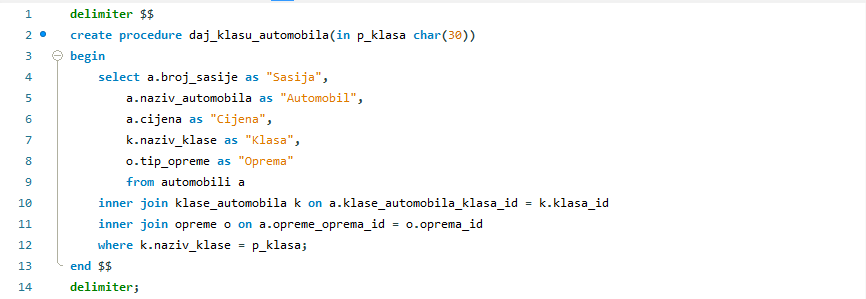 1 delimiter $$
2 create procedure daj_klasu_automobila(in p_klasa char(30))
3 begin
4 select a.broj_sasije as "Sasija",
5 a.naziv_automobila as "Automobil",
6 a.cijena as "Cijena",
7 k.naziv_klase as "Klasa",
8 o.tip_opreme as "Oprema"
9 from automobili a
10 inner join klase_automobila k on a.klase_automobila_klasa_id = k.klasa_id
11 inner join opreme o on a.opreme_oprema_id = o.oprema_id
12 where k.naziv_klase = p_klasa;
13 end $$
14 delimiter;